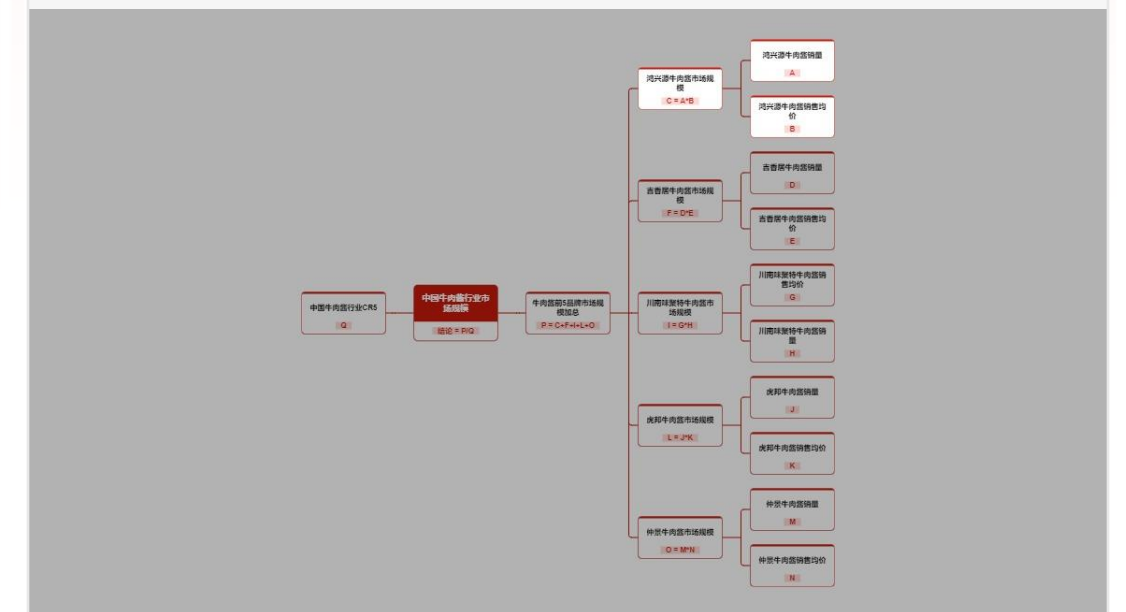 中国牛肉酱行业CR5
Q
中国牛肉酱行业市
场规模
结论 = P/Q
牛肉酱前5品牌市场规
模加总
P = C+F+I+L+O
鸿兴源牛肉酱市场规
模
C = A*B
鸿兴源牛肉酱销量
A
鸿兴源牛肉酱销售均
价
B
吉香居牛肉酱市场规
模
F = D*E
吉香居牛肉酱销量
D
吉香居牛肉酱销售均
价
E
川南味聚特牛肉酱市
场规模
I = G*H
川南味聚特牛肉酱销
售均价
G
川南味聚特牛肉酱销
量
H
虎邦牛肉酱市场规模
L = J*K
虎邦牛肉酱销量
J
虎邦牛肉酱销售均价
K
仲景牛肉酱市场规模
O = M*N
仲景牛肉酱销量
M
仲景牛肉酱销售均价
N